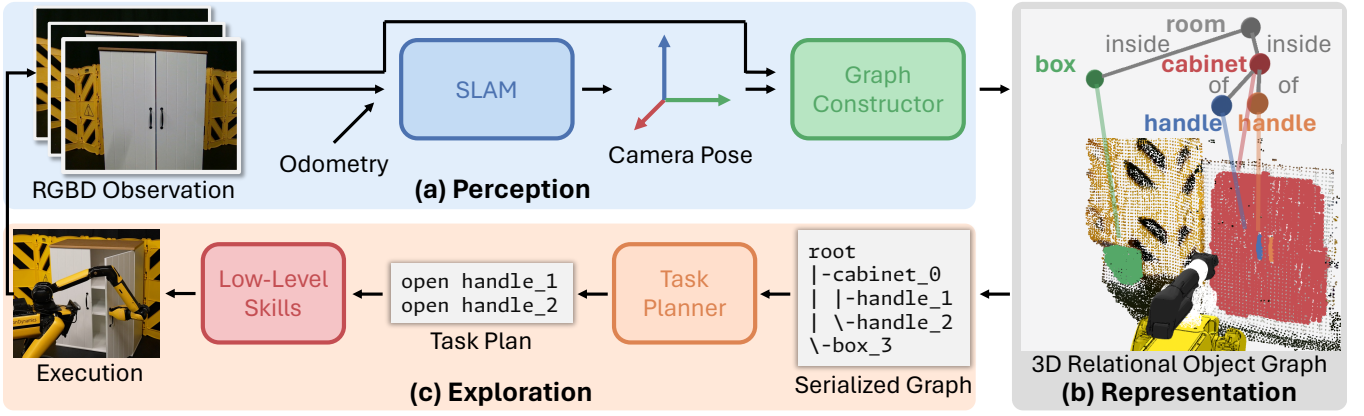 SLAM
Graph
Constructor
Odometry
Camera Pose
RGBD Observation
(a) Perception
room
inside
inside
box
cabinet
of
of
handle
handle
3D Relational Object Graph
(b) Representation
root
|-cabinet_0
| |-handle_1
| \-handle_2
\-box_3
Serialized Graph
Task
Planner
open handle_1
open handle_2
Task Plan
Low-Level
Skills
Execution
(c) Exploration